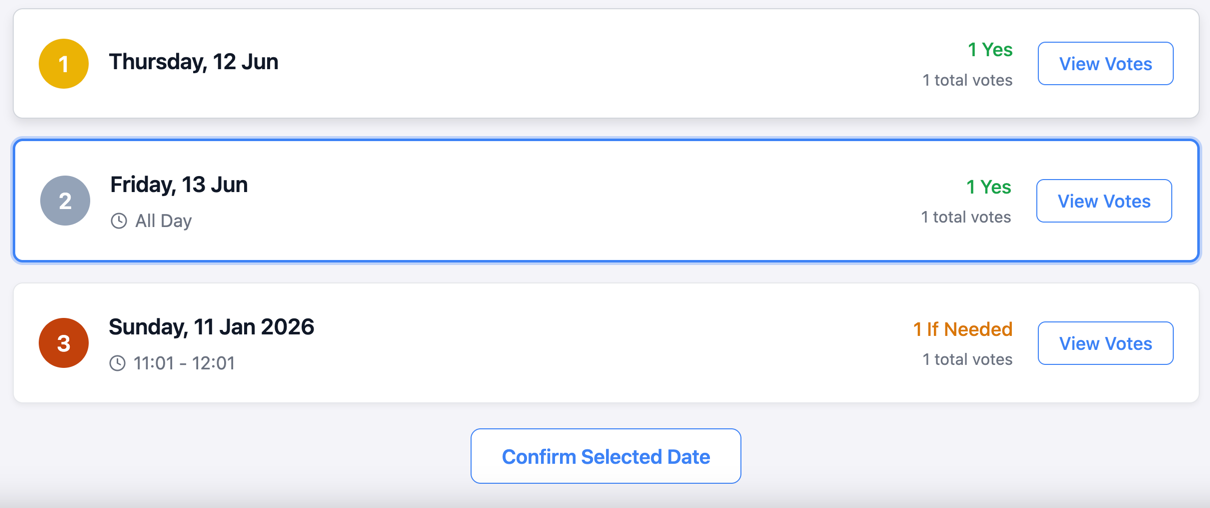 1
Thursday, 12 Jun
1 Yes
1 total votes
View Votes
2
Friday, 13 Jun
All Day
1 Yes
1 total votes
View Votes
3
Sunday, 11 Jan 2026
11:01 - 12:01
1 If Needed
1 total votes
View Votes
Confirm Selected Date